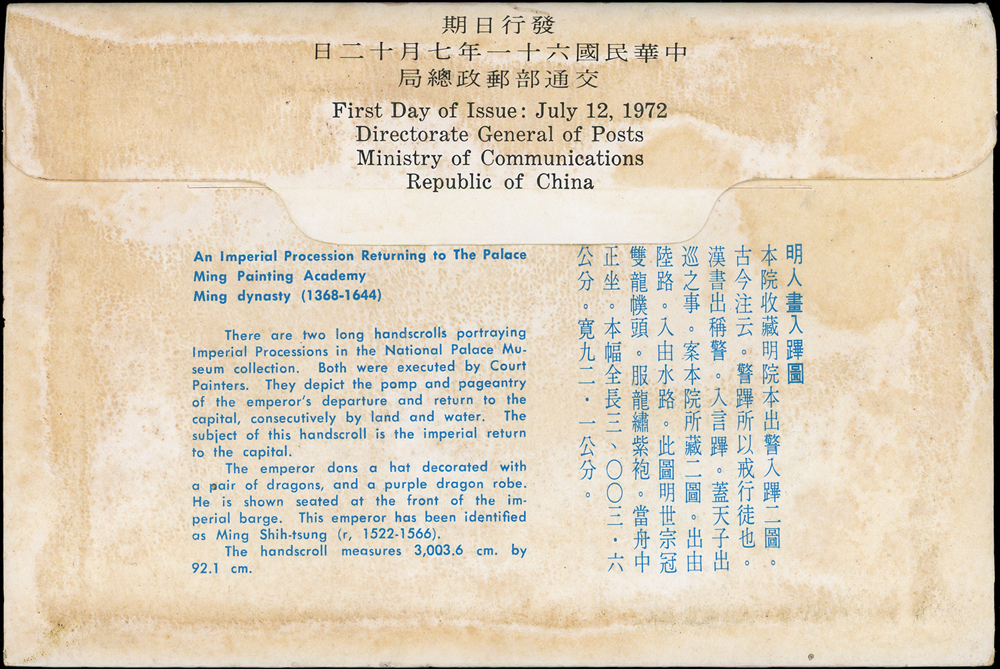 發行日期
中華民國六十一年七月十二日
交通部郵政總局
First Day of Issue: July 12, 1972
Directorate General of Posts
Ministry of Communications
Republic of China
An Imperial Procession Returning to The Palace
Ming Painting Academy
Ming dynasty (1368-1644)
There are two long handscrolls portraying
Imperial Processions in the National Palace Mu-
seum collection. Both were executed by Court
Painters. They depict the pomp and pageantry
of the emperor's departure and return to the
capital, consecutively by land and water. The
subject of this handscroll is the imperial return
to the capital.
The emperor dons a hat decorated with
a pair of dragons, and a purple dragon robe.
He is shown seated at the front of the im-
perial barge. This emperor has been identified
as Ming Shih-tsung (r, 1522-1566).
The handscroll measures 3,003.6 cm. by
92.1 cm.
明人畫入蹕圖
本院收藏明院本出警入蹕二圖。
古今注云。警蹕所以戒行徒也。
漢書出稱警。入言蹕。蓋天子出
巡之事。案本院所藏二圖。出由
陸路。入由水路。此圖明世宗冠
雙龍幞頭。服龍繡紫袍。當舟中
正坐。本幅全長三、〇〇三．六
公分。寬九二．一公分。